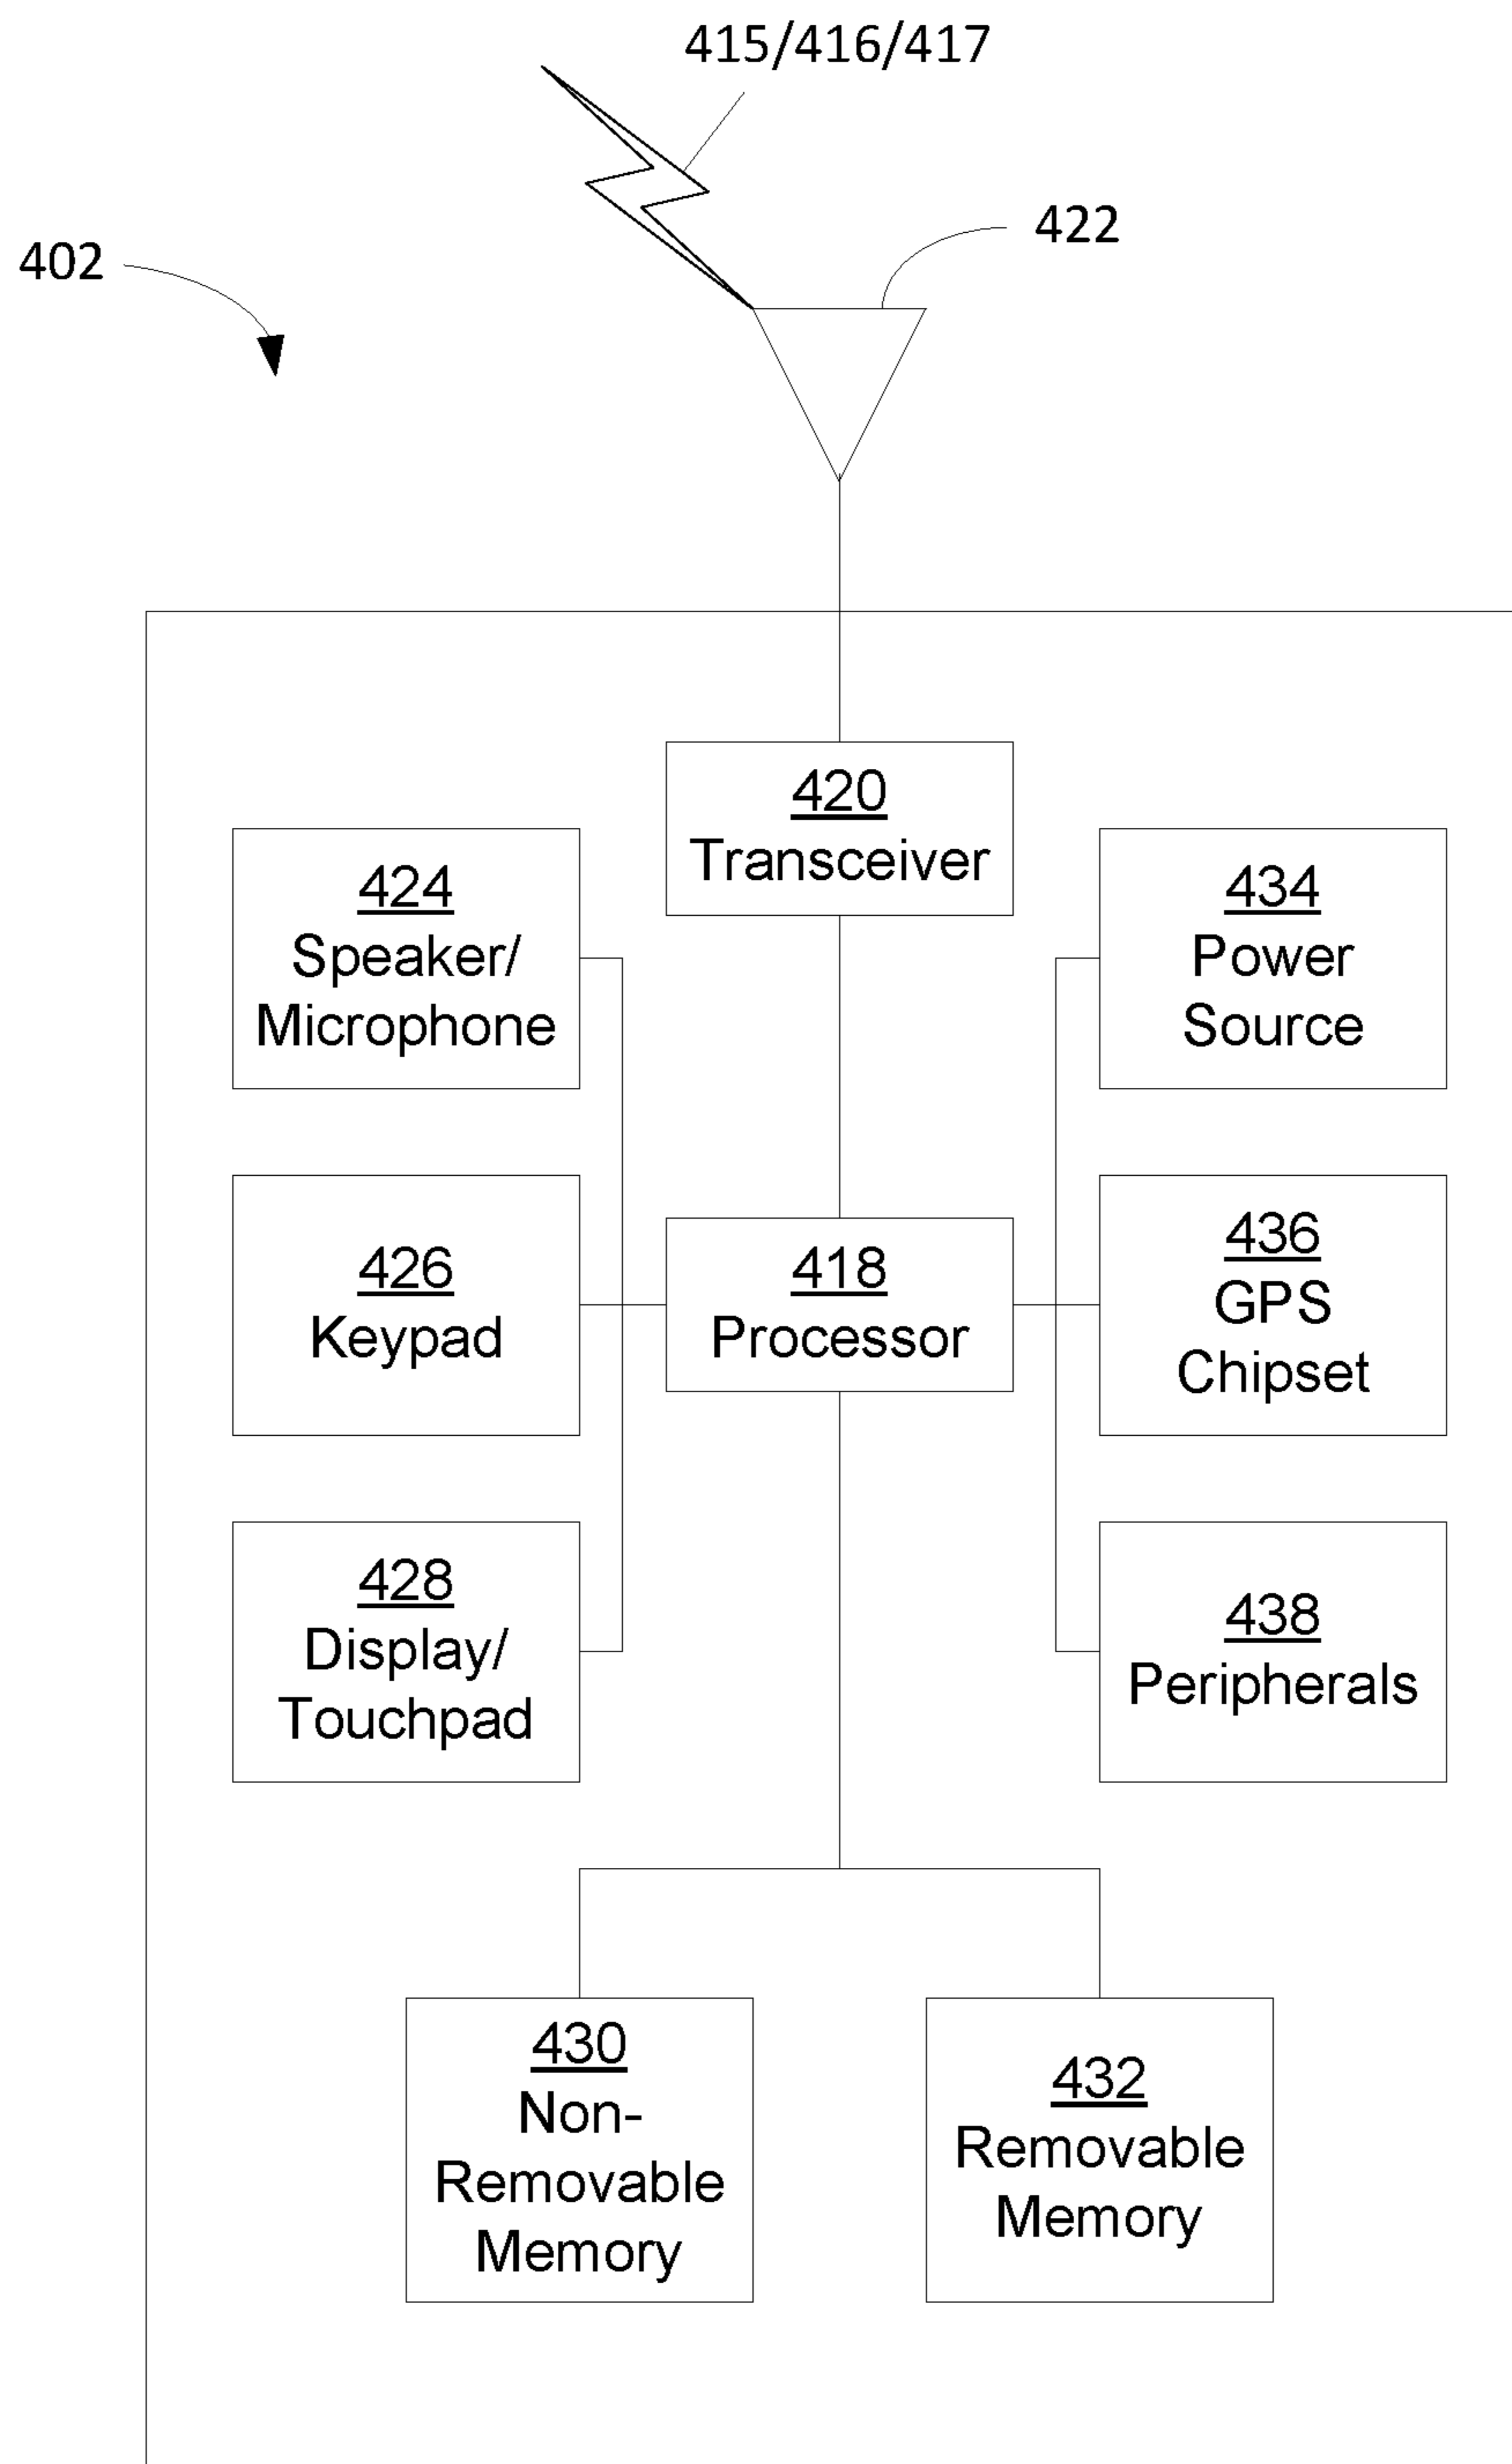 415/416/417
422
402
420
Transceiver
424
Speaker/
Microphone
434
Power
Source
426
Keypad
418
Processor
436
GPS
Chipset
428
Display/
Touchpad
438
Peripherals
430
Non-
Removable
Memory
432
Removable
Memory